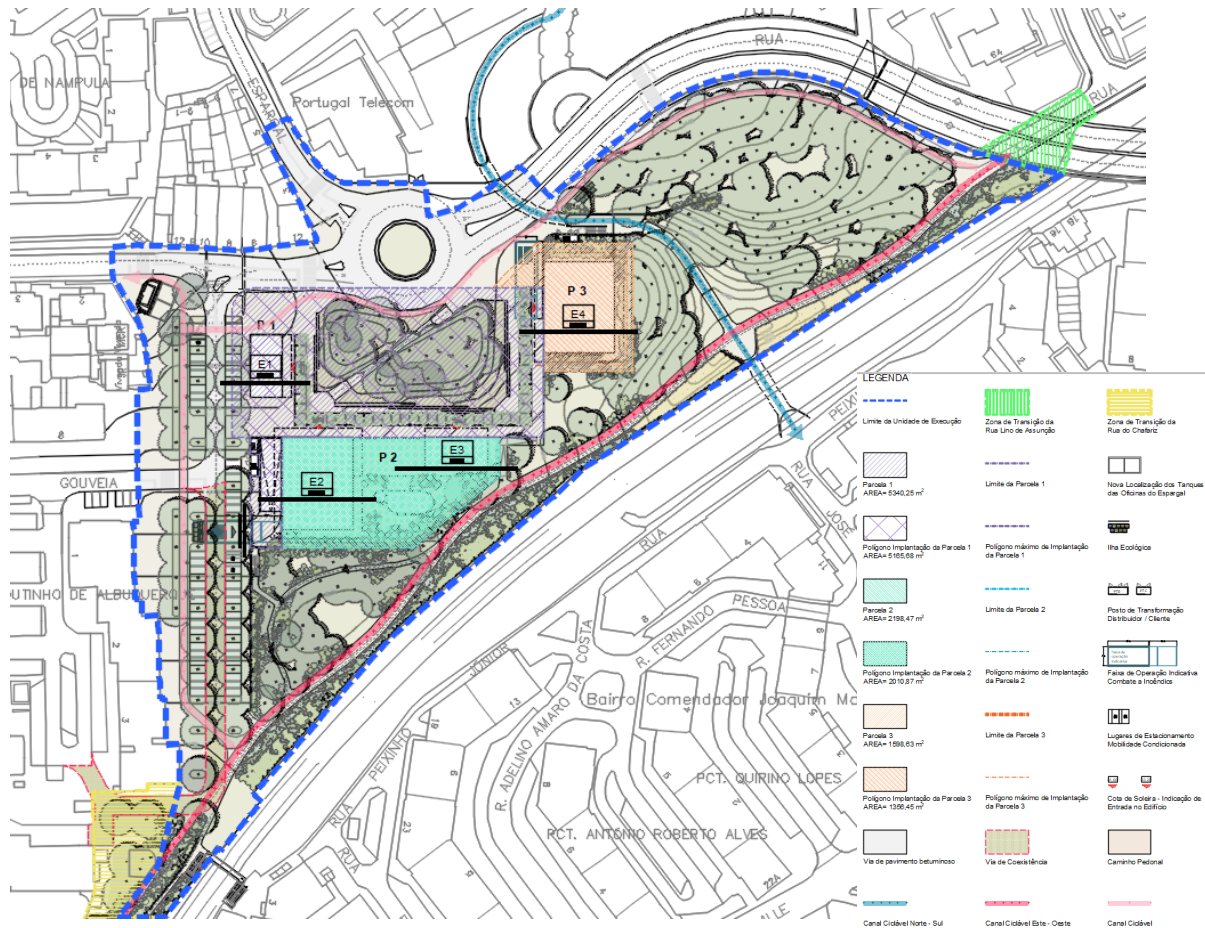 RUA
DE NAMPULA
ESPARGAL
Portugal Telecom
RUA
P 3
E4
P 1
E1
P 2
E3
E2
GOUVEIA
OUTINHO DE ALBUQUERQUE
RUA
JOSÉ
RUA
PEIXINHO
JÚNIOR
R. ADELINO AMARO DA COSTA
R. FERNANDO PESSOA
Bairro Comendador Joaquim Ma
PCT. QUIRINO LOPES
PCT. ANTÓNIO ROBERTO ALVES
RUA
RUA
LEGENDA
Limite da Unidade de Execução
Zona de Transição da
Rua Lino de Assunção
Zona de Transição da
Rua do Chafariz
Parcela 1
AREA= 5340,25 m²
Limite da Parcela 1
Nova Localização dos Tanques
das Oficinas do Espargal
Polígono Implantação da Parcela 1
AREA= 5165,68 m²
Polígono máximo de Implantação
da Parcela 1
Ilha Ecológica
Parcela 2
AREA= 2198,47 m²
Limite da Parcela 2
Posto de Transformação
Distribuidor / Cliente
Polígono Implantação da Parcela 2
AREA= 2010,87 m²
Polígono máximo de Implantação
da Parcela 2
Faixa de Operação Indicativa
Combate a Incêndios
Parcela 3
AREA= 1598,63 m²
Limite da Parcela 3
Lugares de Estacionamento
Mobilidade Condicionada
Polígono Implantação da Parcela 3
AREA= 1356,45 m²
Polígono máximo de Implantação
da Parcela 3
Cota de Soleira - Indicação de
Entrada no Edifício
Via de pavimento betuminoso
Via de Coexistência
Caminho Pedonal
Canal Ciclável Norte - Sul
Canal Ciclável Este - Oeste
Canal Ciclável